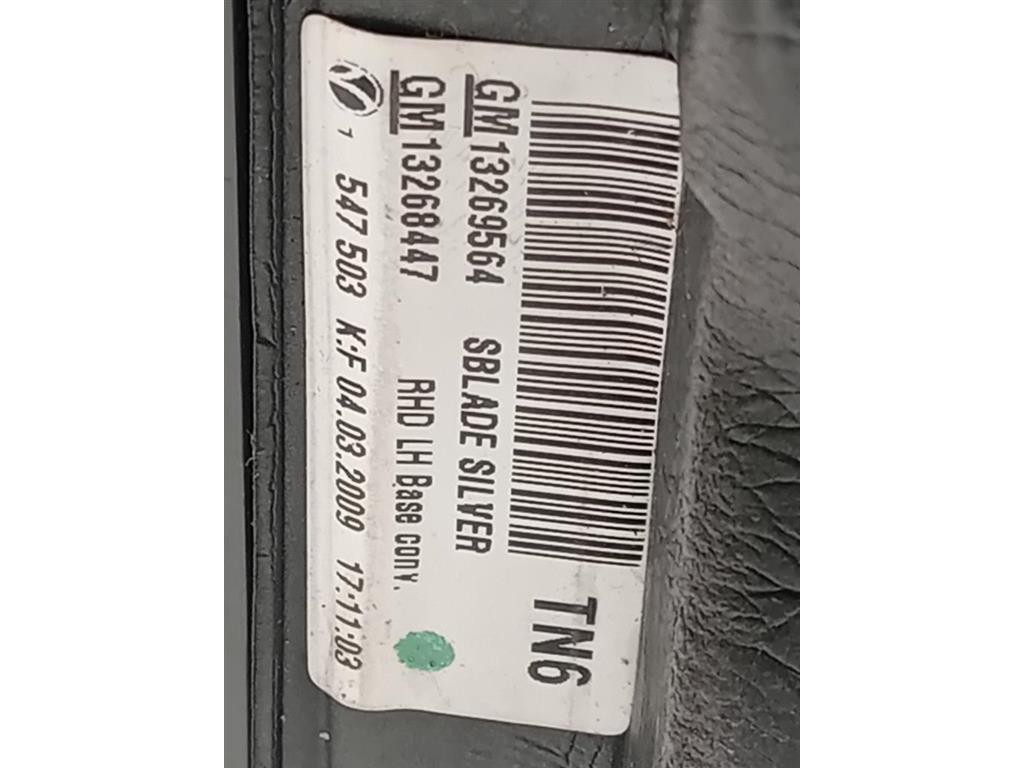 TN6
GM 13269564 SBLADE SILVER
GM 13268447 RHD LH Base conv.
1 547 503 K.F 04.03.2009 17:11:03